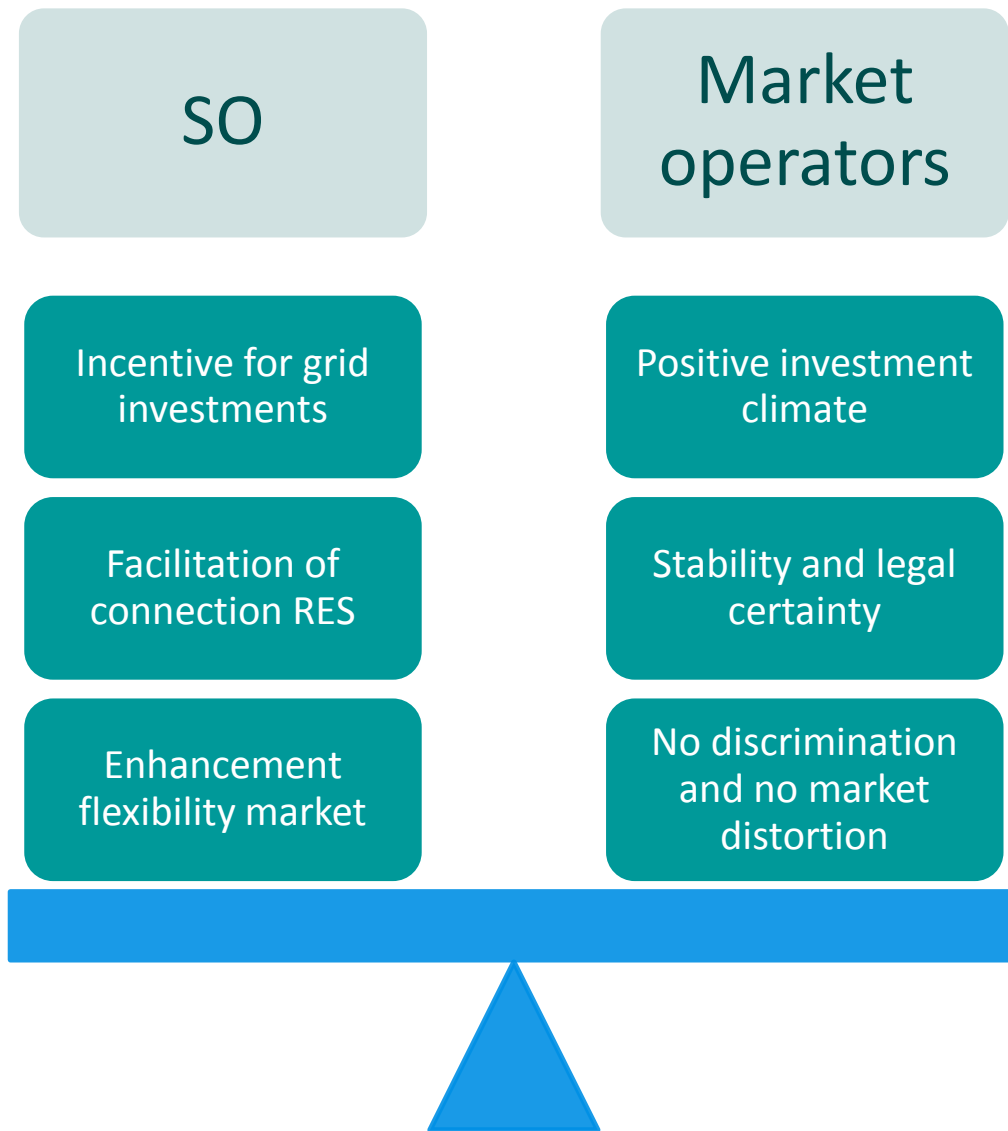 SO
Market
operators
Incentive for grid
investments
Positive investment
climate
Facilitation of
connection RES
Stability and legal
certainty
Enhancement
flexibility market
No discrimination
and no market
distortion